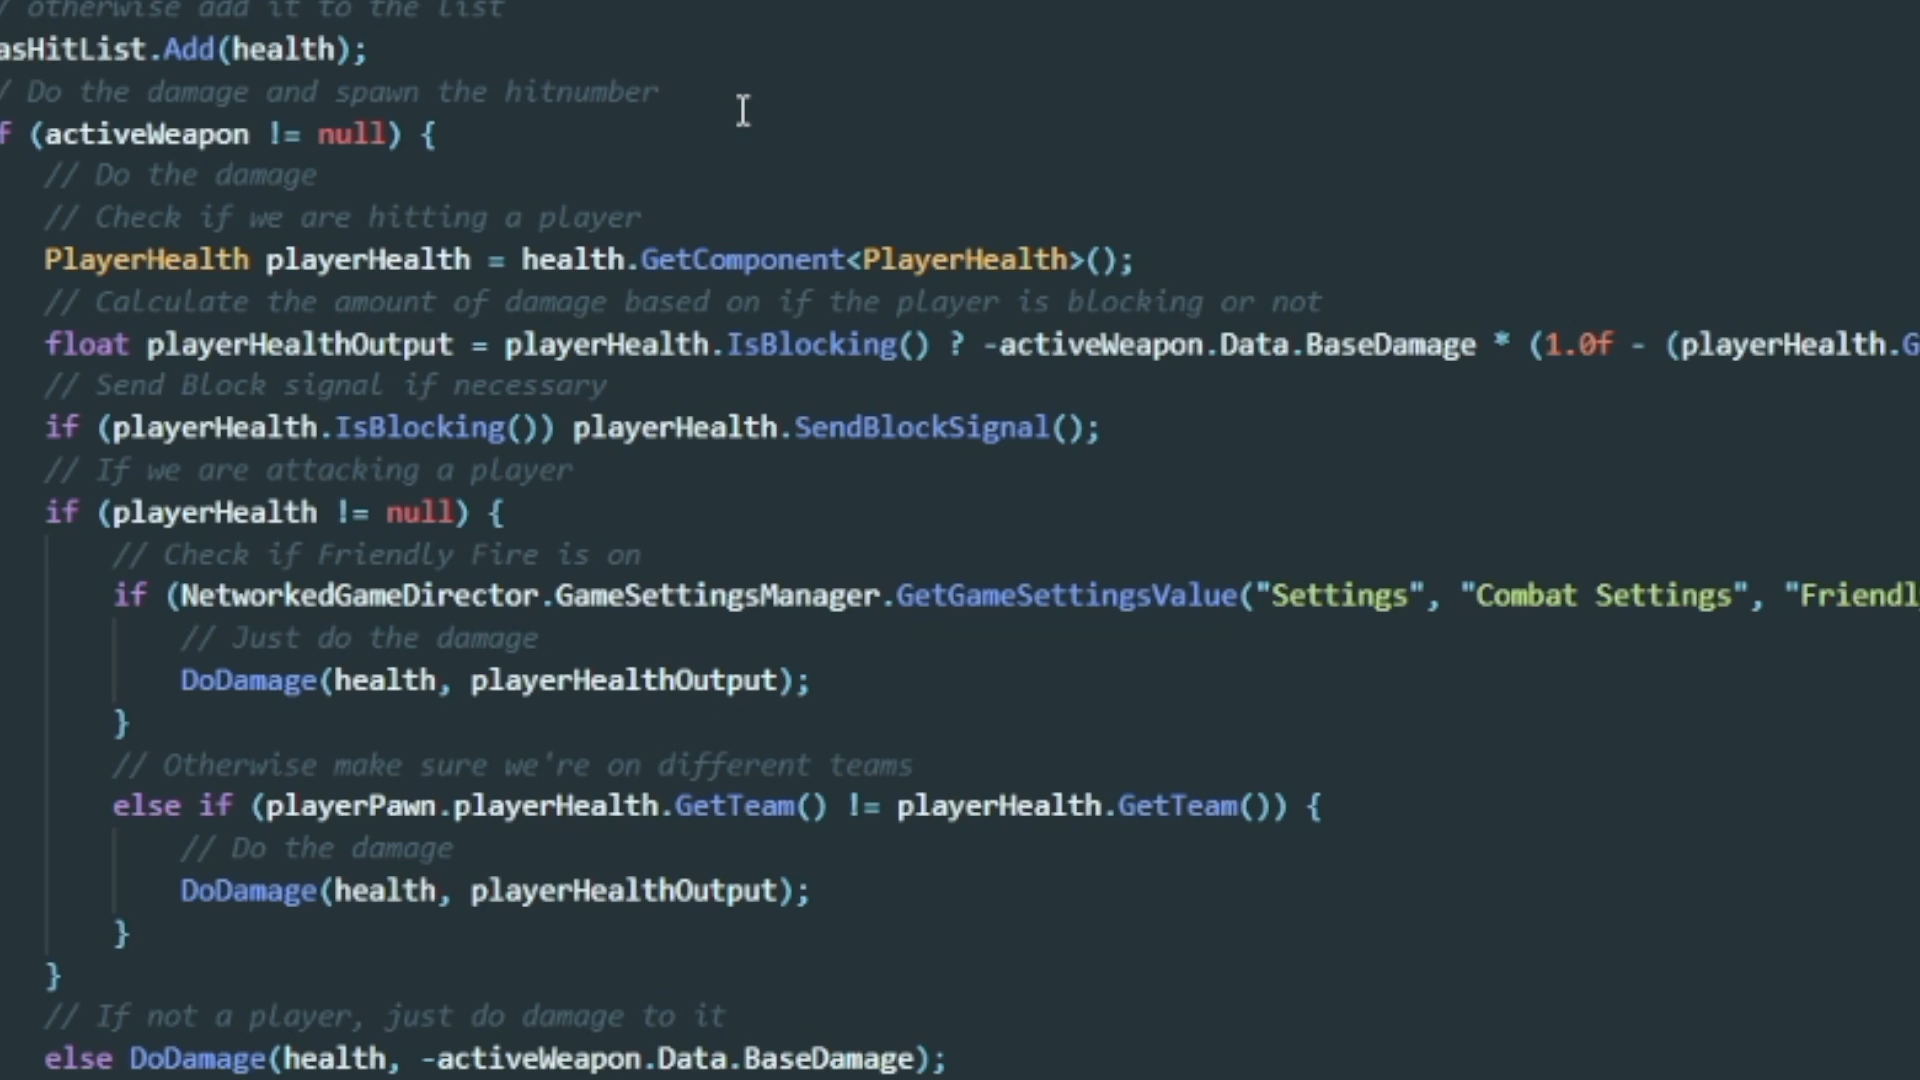 / otherwise add it to the list
asHitList.Add(health);
/ Do the damage and spawn the hitnumber
f (activeWeapon != null) {
// Do the damage
// Check if we are hitting a player
PlayerHealth playerHealth = health.GetComponent<PlayerHealth>();
// Calculate the amount of damage based on if the player is blocking or not
float playerHealthOutput = playerHealth.IsBlocking() ? -activeWeapon.Data.BaseDamage * (1.0f - (playerHealth.G
// Send Block signal if necessary
if (playerHealth.IsBlocking()) playerHealth.SendBlockSignal();
// If we are attacking a player
if (playerHealth != null) {
// Check if Friendly Fire is on
if (NetworkedGameDirector.GameSettingsManager.GetGameSettingsValue("Settings", "Combat Settings", "Friendl
// Just do the damage
DoDamage(health, playerHealthOutput);
}
// Otherwise make sure we're on different teams
else if (playerPawn.playerHealth.GetTeam() != playerHealth.GetTeam()) {
// Do the damage
DoDamage(health, playerHealthOutput);
}
}
// If not a player, just do damage to it
else DoDamage(health, -activeWeapon.Data.BaseDamage);